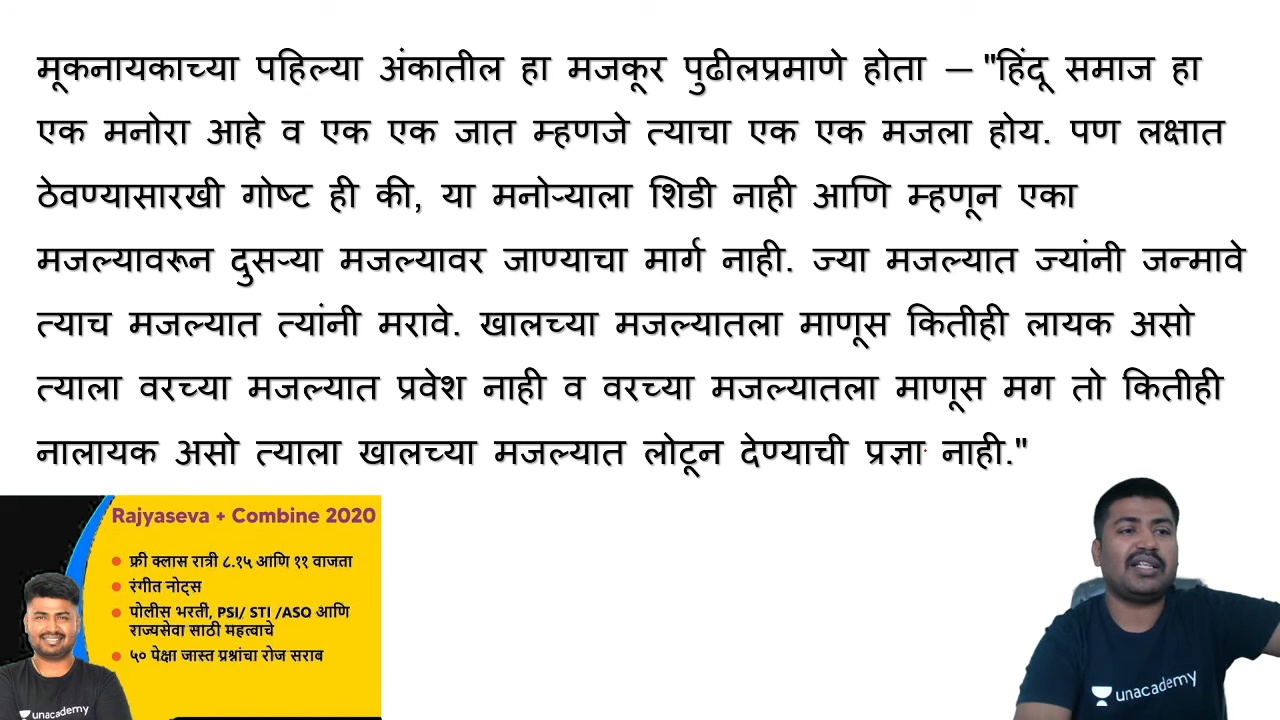 मूकनायकाच्या पहिल्या अंकातील हा मजकूर पुढीलप्रमाणे होता — "हिंदू समाज हा
एक मनोरा आहे व एक एक जात म्हणजे त्याचा एक एक मजला होय. पण लक्षात
ठेवण्यासारखी गोष्ट ही की, या मनोऱ्याला शिडी नाही आणि म्हणून एका
मजल्यावरून दुसऱ्या मजल्यावर जाण्याचा मार्ग नाही. ज्या मजल्यात ज्यांनी जन्मावे
त्याच मजल्यात त्यांनी मरावे. खालच्या मजल्यातला माणूस कितीही लायक असो
त्याला वरच्या मजल्यात प्रवेश नाही व वरच्या मजल्यातला माणूस मग तो कितीही
नालायक असो त्याला खालच्या मजल्यात लोटून देण्याची प्रज्ञा नाही."
Rajyaseva + Combine 2020
फ्री क्लास रात्री ८.१५ आणि ११ वाजता
रंगीत नोट्स
पोलीस भरती, PSI/ STI /ASO आणि
राज्यसेवा साठी महत्वाचे
५० पेक्षा जास्त प्रश्नांचा रोज सराव
unacademy
unacademy